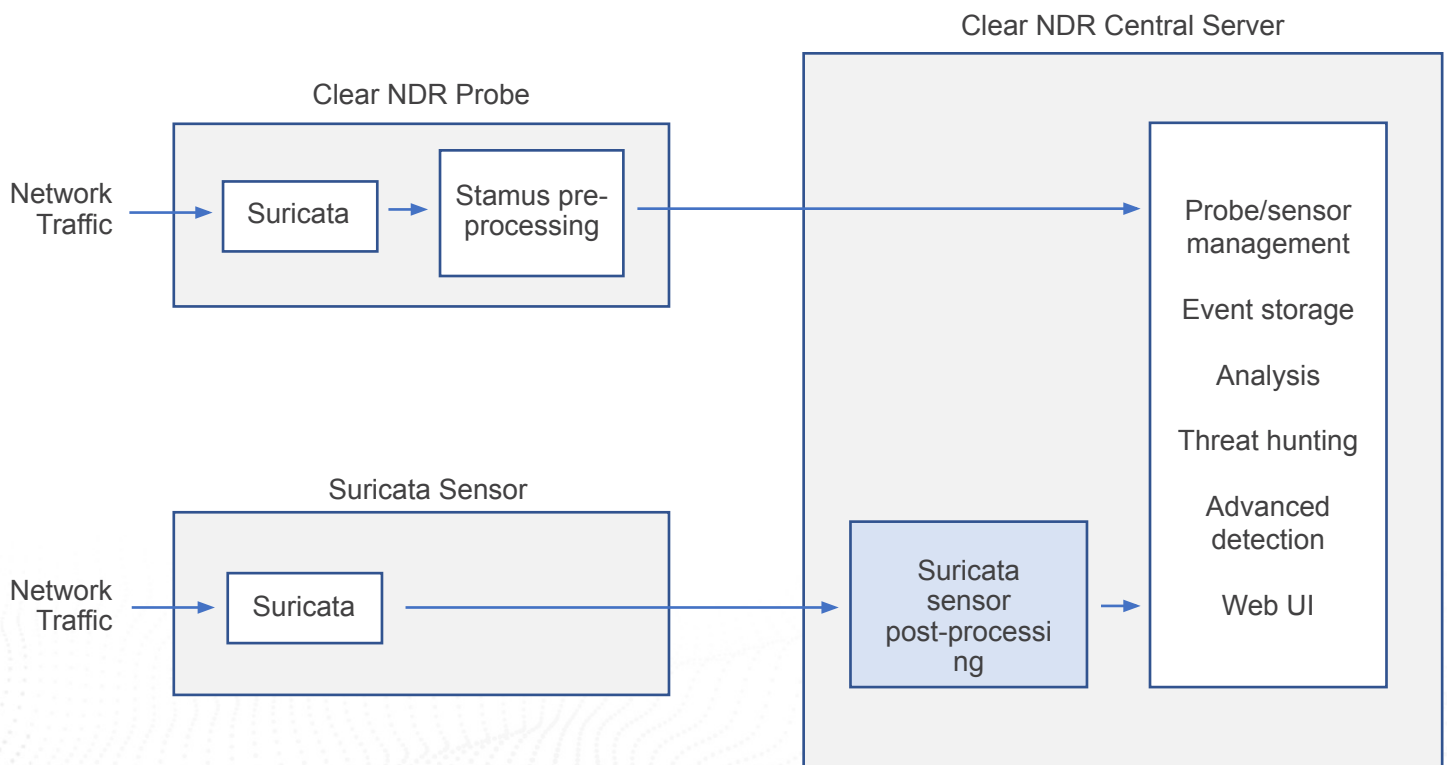 Clear NDR Central Server
Clear NDR Probe
Network
Traffic
Suricata
Stamus pre-
processing
Probe/sensor
management
Event storage
Analysis
Threat hunting
Advanced
detection
Web UI
Suricata Sensor
Network
Traffic
Suricata
Suricata
sensor
post-processi
ng